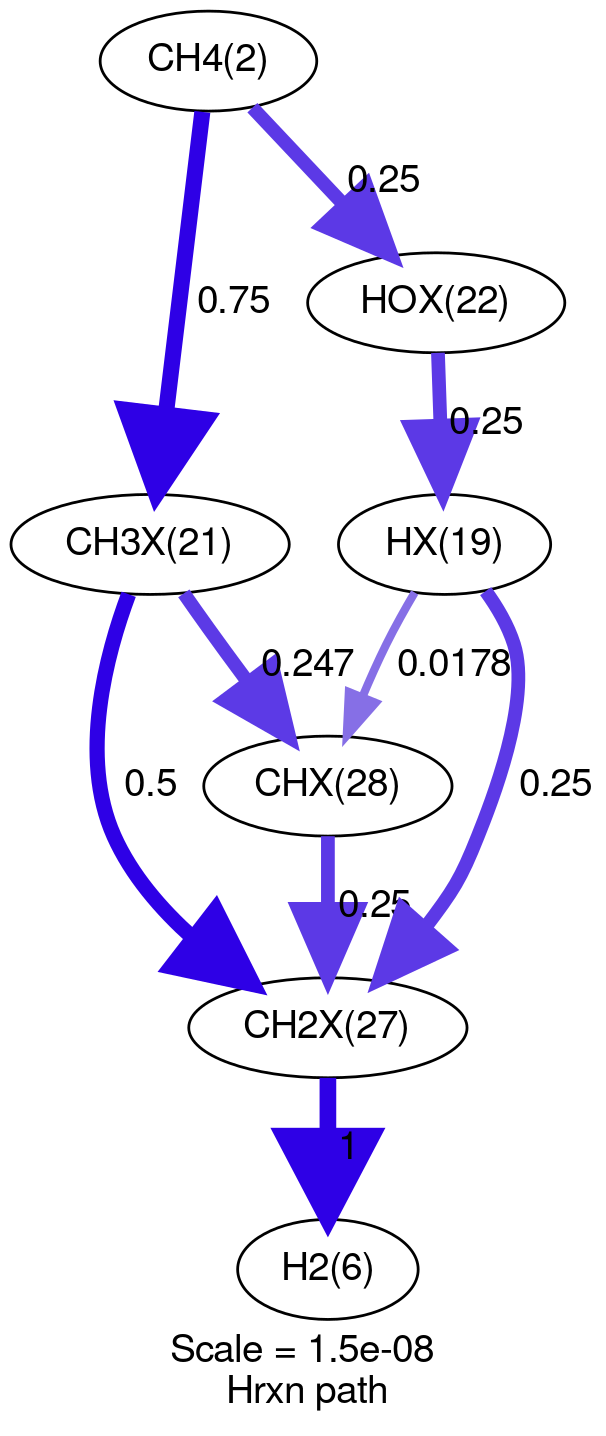 CH4(2)
0.25
HOX(22)
0.75
0.25
CH3X(21)
HX(19)
0.247
0.0178
CHX(28)
0.5
0.25
0.25
CH2X(27)
1
H2(6)
Scale = 1.5e-08
Hrxn path